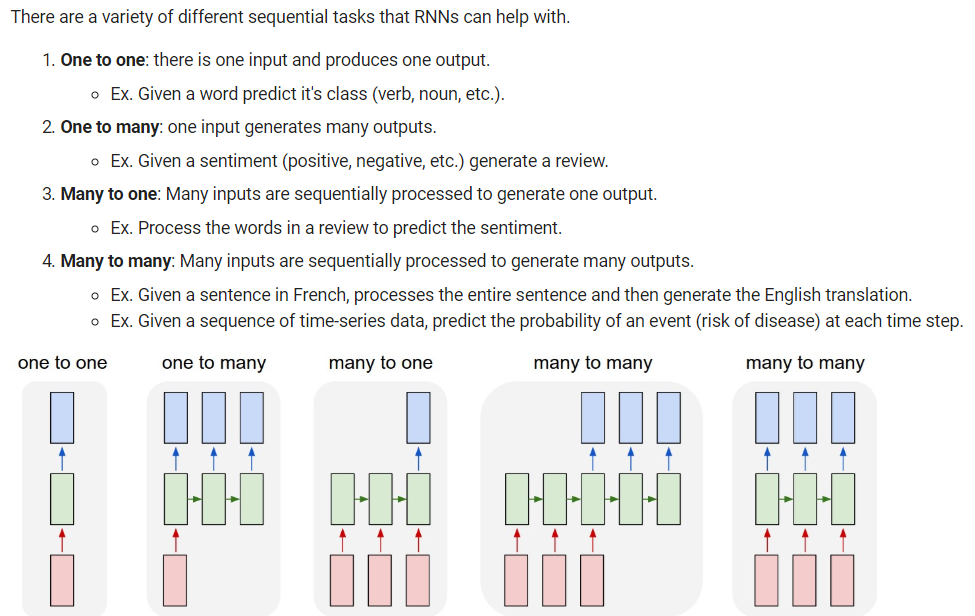 There are a variety of different sequential tasks that RNNs can help with.
1. One to one: there is one input and produces one output.
○ Ex. Given a word predict it's class (verb, noun, etc.).
2. One to many: one input generates many outputs.
○ Ex. Given a sentiment (positive, negative, etc.) generate a review.
3. Many to one: Many inputs are sequentially processed to generate one output.
○ Ex. Process the words in a review to predict the sentiment.
4. Many to many: Many inputs are sequentially processed to generate many outputs.
○ Ex. Given a sentence in French, processes the entire sentence and then generate the English translation.
○ Ex. Given a sequence of time-series data, predict the probability of an event (risk of disease) at each time step.
one to one one to many many to one many to many many to many